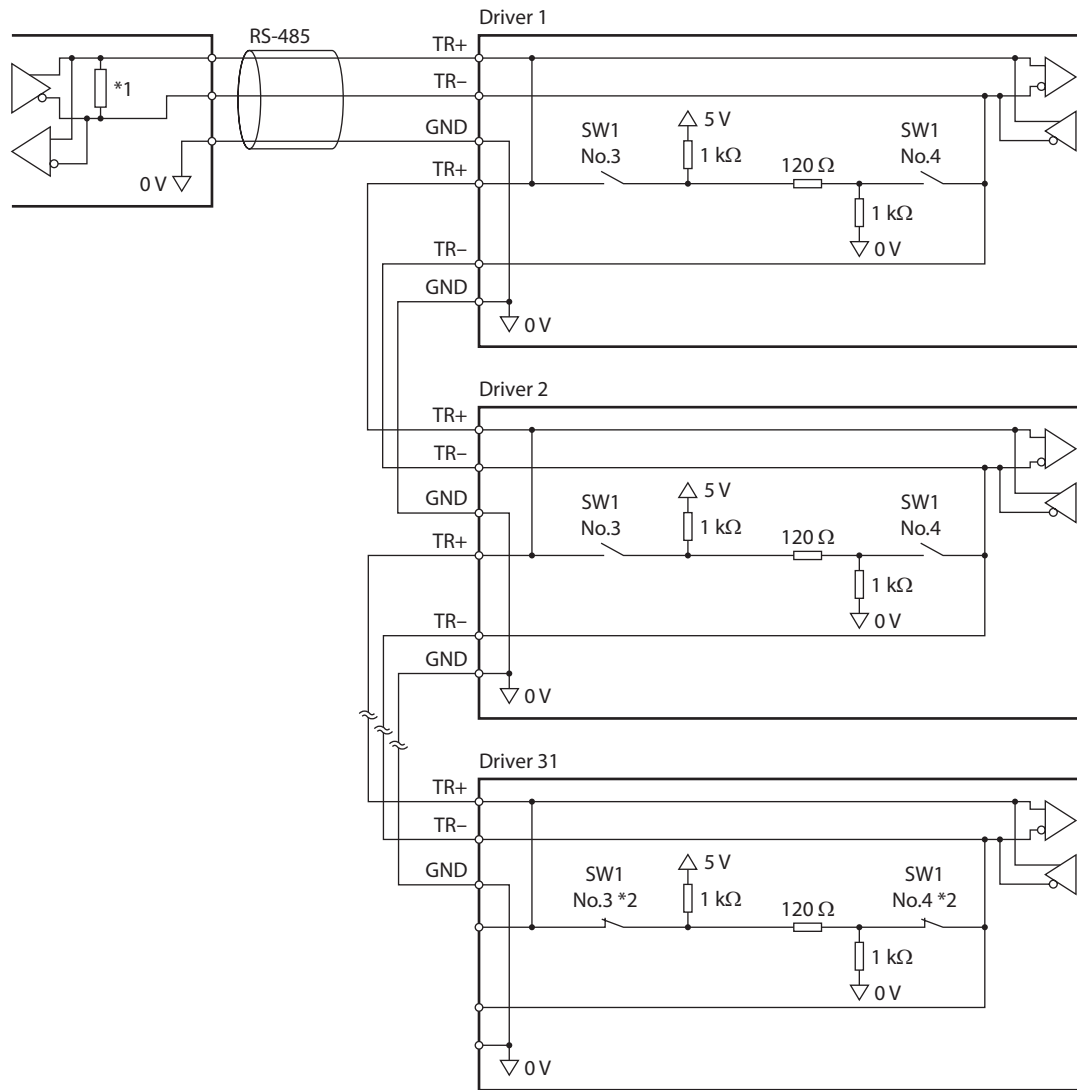 Driver 1
RS-485
TR+
TR–
GND
TR+
TR–
GND
*1
0 V
SW1
No.3
5 V
1 kΩ
120 Ω
SW1
No.4
1 kΩ
0 V
0 V
Driver 2
TR+
TR–
GND
TR+
TR–
GND
SW1
No.3
5 V
1 kΩ
120 Ω
SW1
No.4
1 kΩ
0 V
0 V
Driver 31
TR+
TR–
GND
SW1
No.3 *2
5 V
1 kΩ
120 Ω
SW1
No.4 *2
1 kΩ
0 V
0 V